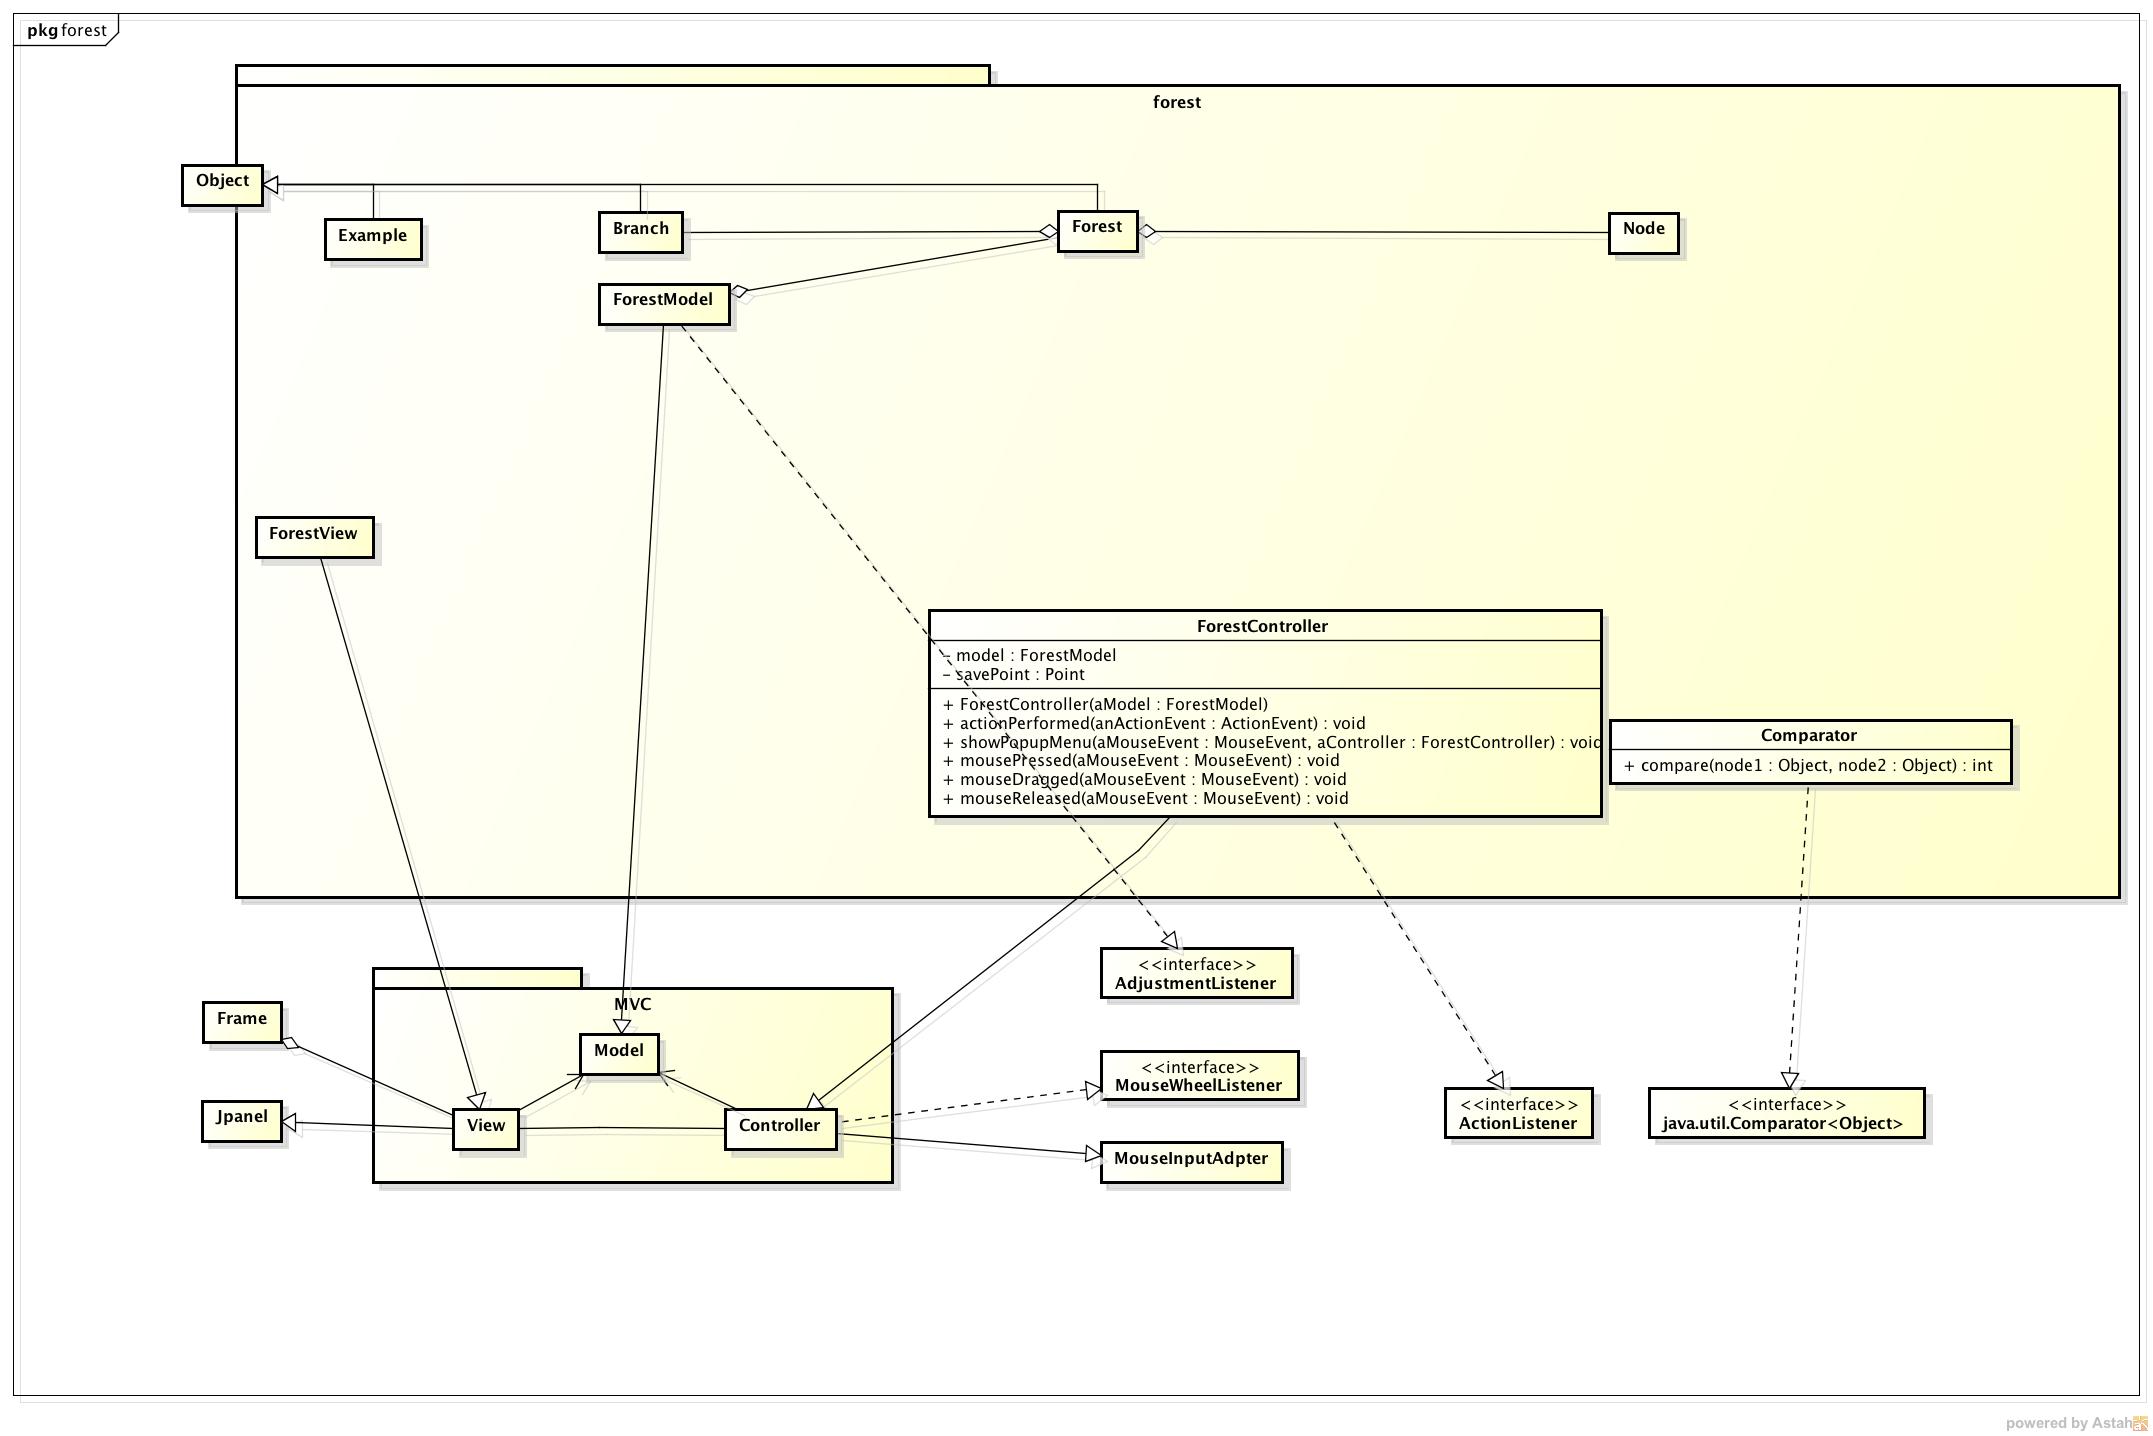 pkg forest
forest
Object
Example
Branch
Forest
Node
ForestModel
ForestView
ForestController
– model : ForestModel
– savePoint : Point
+ ForestController(aModel : ForestModel)
+ actionPerformed(anActionEvent : ActionEvent) : void
+ showPopupMenu(aMouseEvent : MouseEvent, aController : ForestController) : void
+ mousePressed(aMouseEvent : MouseEvent) : void
+ mouseDragged(aMouseEvent : MouseEvent) : void
+ mouseReleased(aMouseEvent : MouseEvent) : void
Comparator
+ compare(node1 : Object, node2 : Object) : int
<<interface>>
AdjustmentListener
MVC
Frame
Model
<<interface>>
MouseWheelListener
Jpanel
View
Controller
<<interface>>
ActionListener
<<interface>>
java.util.Comparator<Object>
MouseInputAdpter
powered by Astah